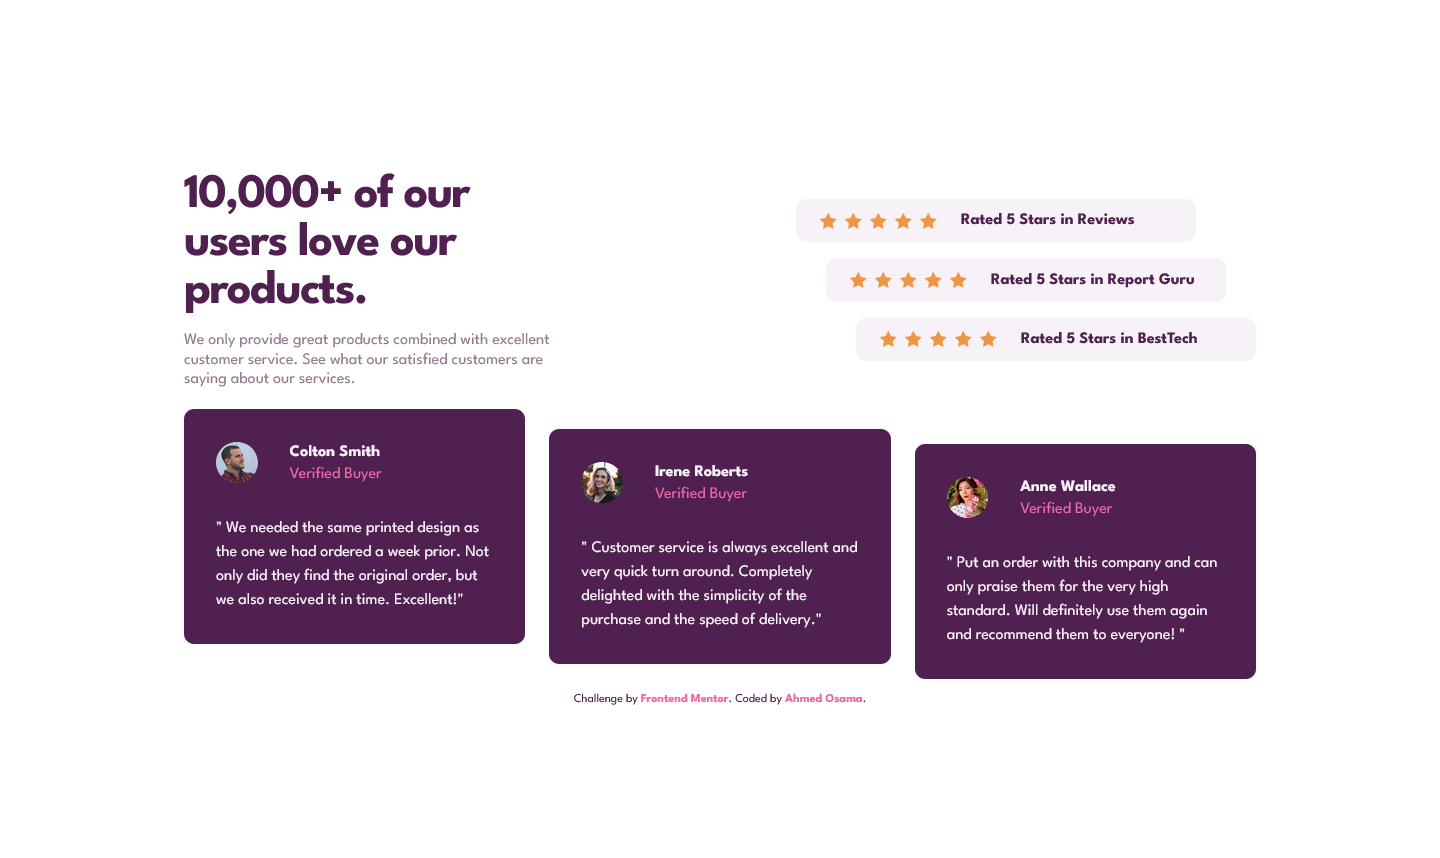 10,000+ of our
users love our
products.
We only provide great products combined with excellent
customer service. See what our satisfied customers are
saying about our services.
Rated 5 Stars in Reviews
Rated 5 Stars in Report Guru
Rated 5 Stars in BestTech
Colton Smith
Verified Buyer
" We needed the same printed design as
the one we had ordered a week prior. Not
only did they find the original order, but
we also received it in time. Excellent!"
Irene Roberts
Verified Buyer
" Customer service is always excellent and
very quick turn around. Completely
delighted with the simplicity of the
purchase and the speed of delivery."
Anne Wallace
Verified Buyer
" Put an order with this company and can
only praise them for the very high
standard. Will definitely use them again
and recommend them to everyone! "
Challenge by Frontend Mentor. Coded by Ahmed Osama.